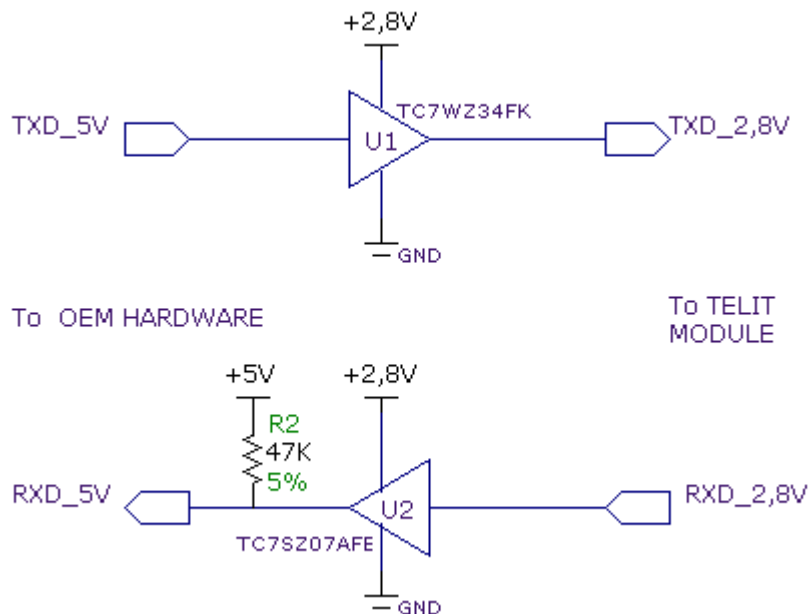 +2,8V
TXD_5V
TC7WZ34FK
U1
TXD_2,8V
GND
To OEM HARDWARE
To TELIT
MODULE
+5V
+2,8V
R2
47K
5%
RXD_5V
U2
RXD_2,8V
TC7SZ07AFE
GND